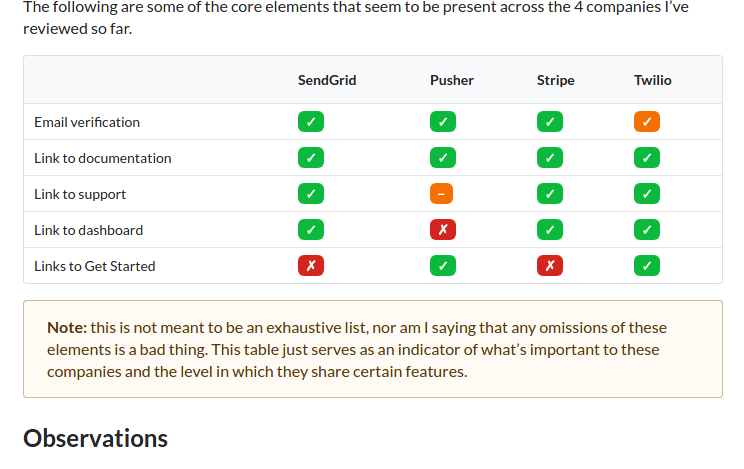 The following are some of the core elements that seem to be present across the 4 companies I've
reviewed so far.
SendGrid Pusher Stripe Twilio
Email verification ✓ ✓ ✓ ✓
Link to documentation ✓ ✓ ✓ ✓
Link to support ✓ – ✓ ✓
Link to dashboard ✓ ✗ ✓ ✓
Links to Get Started ✗ ✓ ✗ ✓
Note: this is not meant to be an exhaustive list, nor am I saying that any omissions of these
elements is a bad thing. This table just serves as an indicator of what's important to these
companies and the level in which they share certain features.
Observations